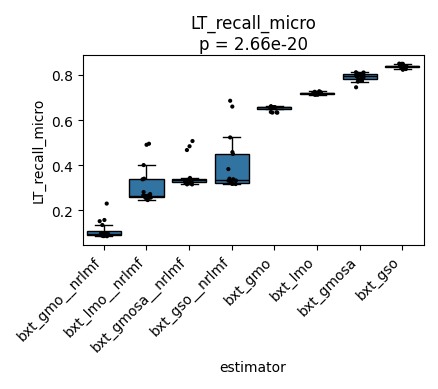 LT_recall_micro
p = 2.66e-20
LT_recall_micro
0.8
0.6
0.4
0.2
bxt_gmo__nrlmf
bxt_lmo__nrlmf
bxt_gmosa__nrlmf
bxt_gso__nrlmf
bxt_gmo
bxt_lmo
bxt_gmosa
bxt_gso
estimator